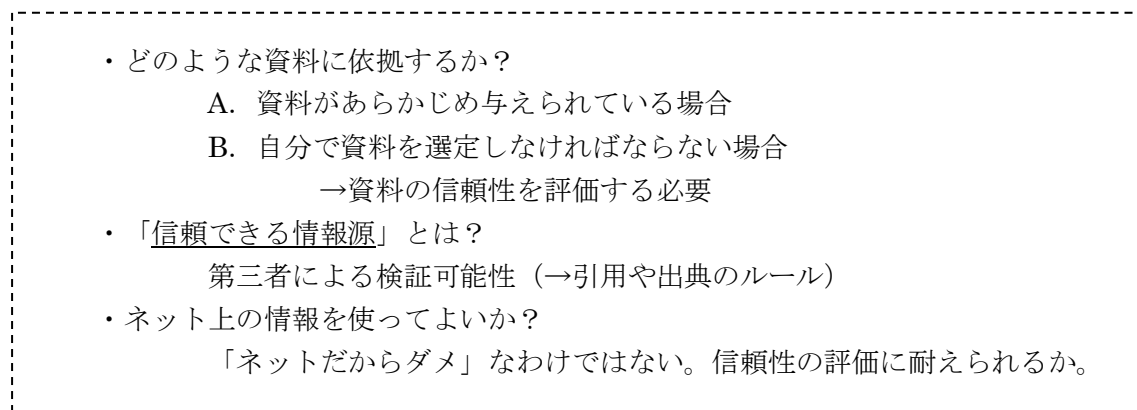 ・どのような資料に依拠するか？
A. 資料があらかじめ与えられている場合
B. 自分で資料を選定しなければならない場合
→資料の信頼性を評価する必要
・「信頼できる情報源」とは？
第三者による検証可能性（→引用や出典のルール）
・ネット上の情報を使ってよいか？
「ネットだからダメ」なわけではない。信頼性の評価に耐えられるか。